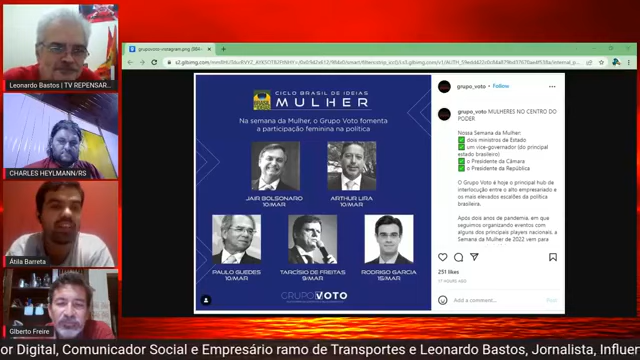 Leonardo Bastos | TV REPENSAR...
CHARLES HEYLMANN/RS
Átila Barreta
GIlberto Freire
grupovoto-instagram.png
CICLO BRASIL DE IDEIAS
MULHER
Na semana da Mulher, o Grupo Voto fomenta
a participação feminina na política
JAIR BOLSONARO
10/MAR
ARTHUR LIRA
10/MAR
PAULO GUEDES
10/MAR
TARCÍSIO DE FREITAS
9/MAR
RODRIGO GARCIA
15/MAR
GRUPO VOTO
grupo_voto • Follow
grupo_voto MULHERES NO CENTRO DO
PODER
Nossa Semana da Mulher:
dois ministros de Estado
um vice-governador (do principal
estado brasileiro)
o Presidente da Câmara
o Presidente da República
O Grupo Voto é hoje o principal hub de
interlocução entre o alto empresariado e
os mais elevados escalões da política
brasileira.
Após dois anos de pandemia, em que
seguimos organizando eventos com
alguns dos principais players nacionais, a
Semana da Mulher de 2022 vem para
251 likes
17 HOURS AGO
Add a comment...
Post
or Digital, Comunicador Social e Empresário ramo de Transportes e Leonardo Bastos, Jornalista, Influe